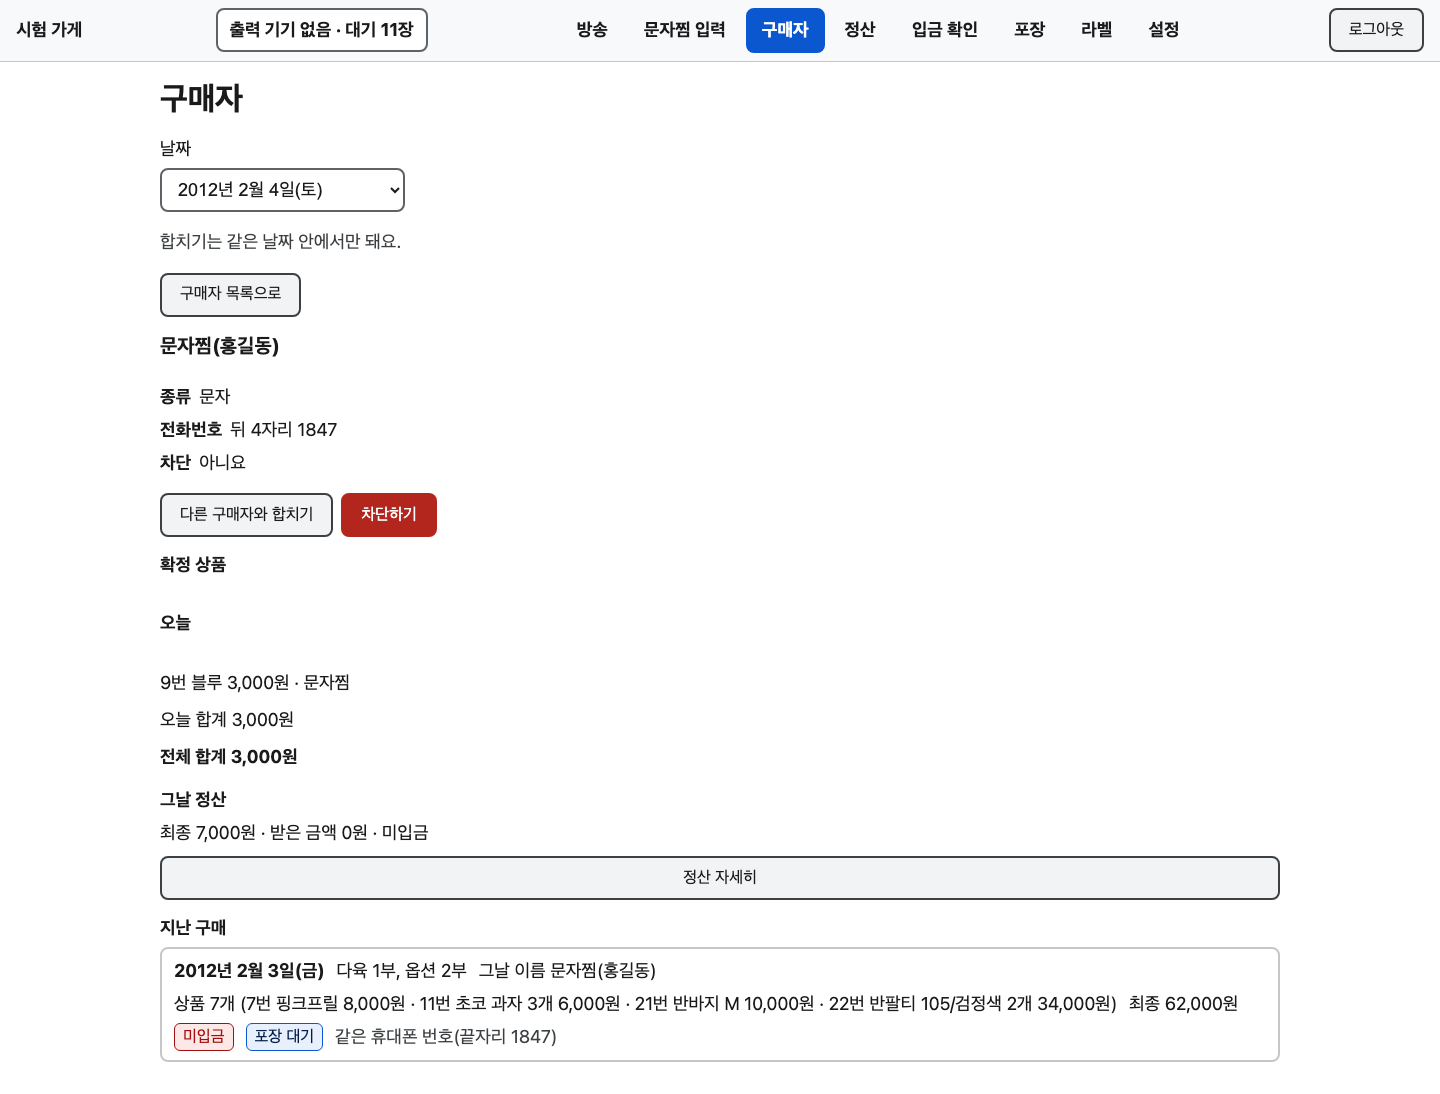 시험 가게
출력 기기 없음 · 대기 11장
방송
문자찜 입력
구매자
정산
입금 확인
포장
라벨
설정
로그아웃
구매자
날짜
2012년 2월 4일(토)
합치기는 같은 날짜 안에서만 돼요.
구매자 목록으로
문자찜(홍길동)
종류 문자
전화번호 뒤 4자리 1847
차단 아니요
다른 구매자와 합치기
차단하기
확정 상품
오늘
9번 블루 3,000원 · 문자찜
오늘 합계 3,000원
전체 합계 3,000원
그날 정산
최종 7,000원 · 받은 금액 0원 · 미입금
정산 자세히
지난 구매
2012년 2월 3일(금) 다육 1부, 옵션 2부 그날 이름 문자찜(홍길동)
상품 7개 (7번 핑크프릴 8,000원 · 11번 초코 과자 3개 6,000원 · 21번 반바지 M 10,000원 · 22번 반팔티 105/검정색 2개 34,000원) 최종 62,000원
미입금 포장 대기 같은 휴대폰 번호(끝자리 1847)